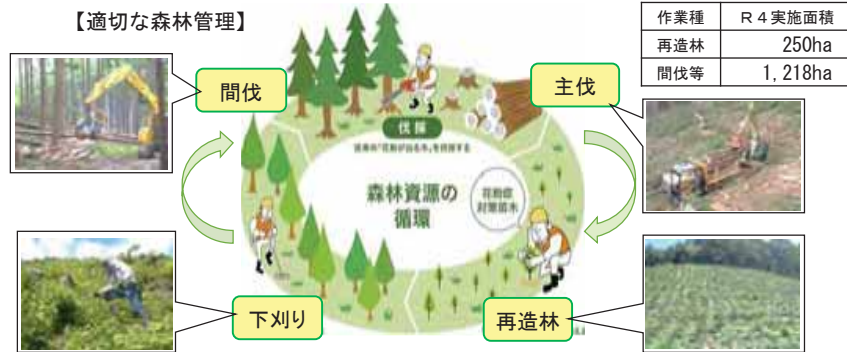 【適切な森林管理】
作業種 R4実施面積
再造林 250ha
間伐等 1,218ha
間伐
主伐
伐採
森林資源の
循環
花粉症
対策苗木
下刈り
再造林